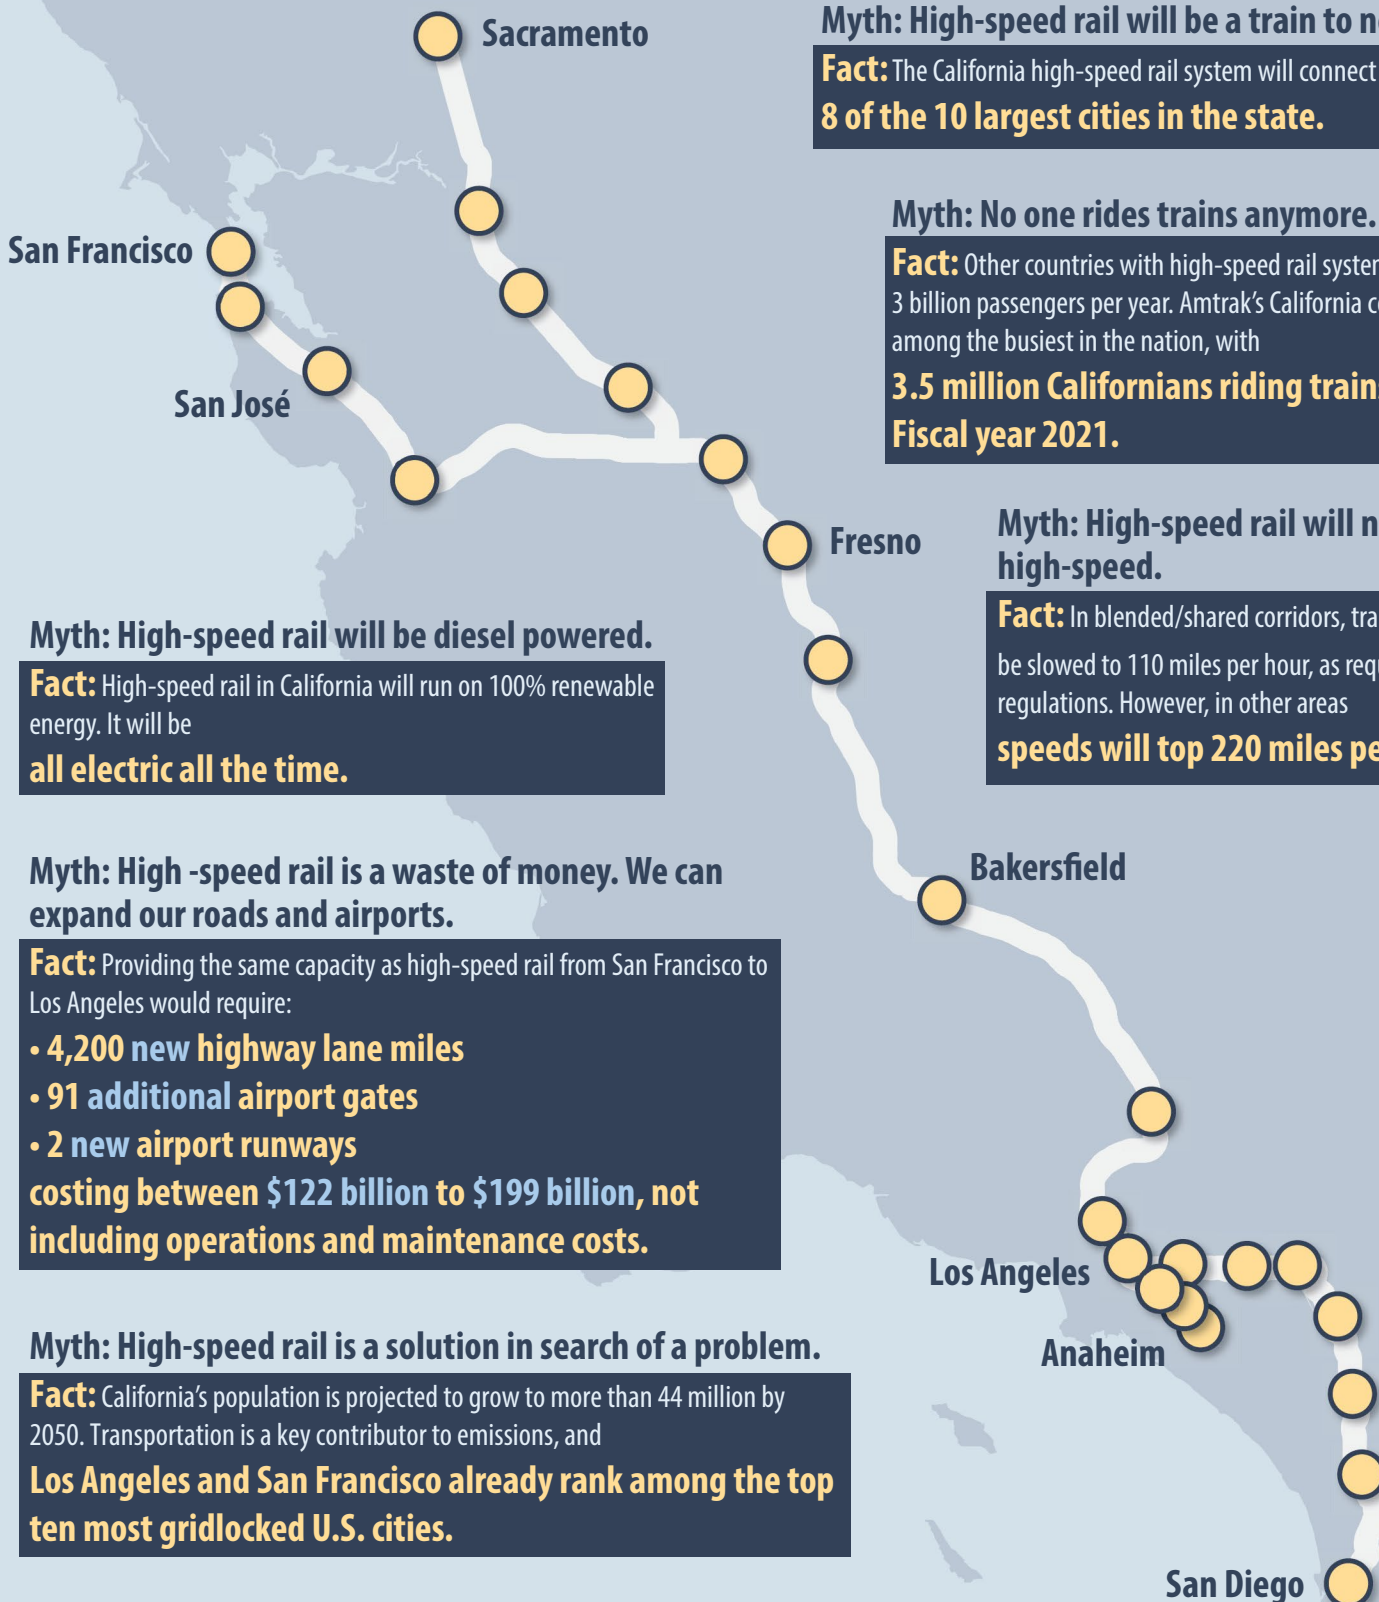 Sacramento
Myth: High-speed rail will be a train to
Fact: The California high-speed rail system will connect
8 of the 10 largest cities in the state.
Myth: No one rides trains anymore.
Fact: Other countries with high-speed rail
3 billion passengers per year. Amtrak’s California
among the busiest in the nation, with
3.5 million Californians riding
Fiscal year 2021.
San Francisco
San José
Fresno
Myth: High-speed rail will
high-speed.
Fact: In blended/shared corridors,
be slowed to 110 miles per hour, as
regulations. However, in other areas
speeds will top 220 miles
Myth: High-speed rail will be diesel powered.
Fact: High-speed rail in California will run on 100% renewable
energy. It will be
all electric all the time.
Bakersfield
Myth: High -speed rail is a waste of money. We can
expand our roads and airports.
Fact: Providing the same capacity as high-speed rail from San Francisco to
Los Angeles would require:
• 4,200 new highway lane miles
• 91 additional airport gates
• 2 new airport runways
costing between $122 billion to $199 billion, not
including operations and maintenance costs.
Los Angeles
Anaheim
Myth: High-speed rail is a solution in search of a problem.
Fact: California’s population is projected to grow to more than 44 million by
2050. Transportation is a key contributor to emissions, and
Los Angeles and San Francisco already rank among the top
ten most gridlocked U.S. cities.
San Diego